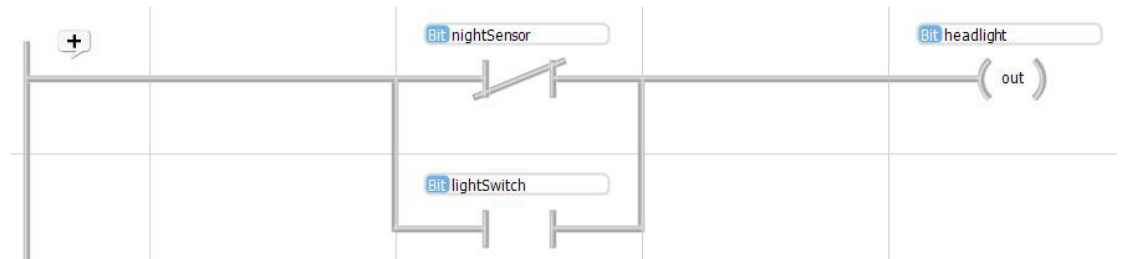 Bit nightSensor
Bit headlight
out
Bit lightSwitch